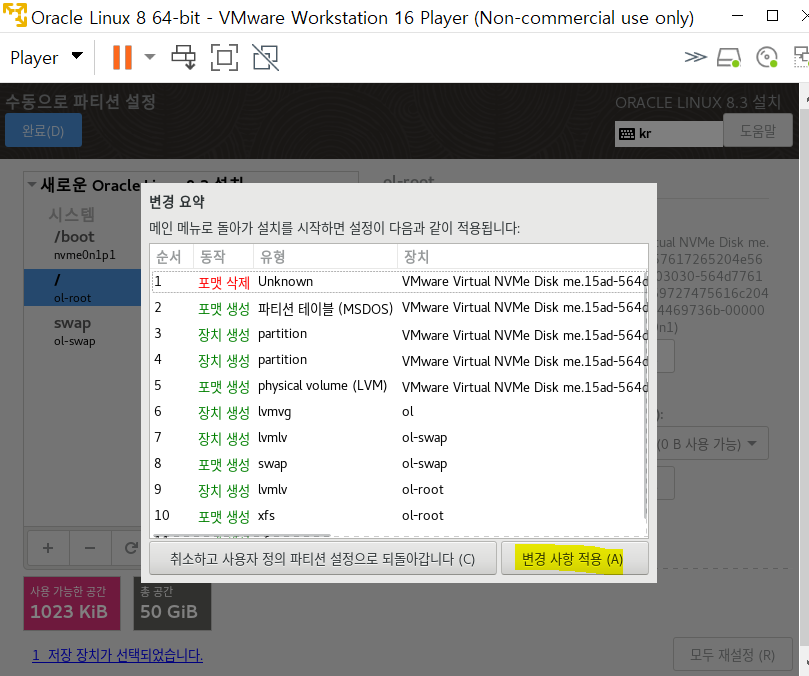 Oracle Linux 8 64-bit - VMware Workstation 16 Player (Non-commercial use only)
Player
수동으로 파티션 설정
ORACLE LINUX 8.3 설치
완료(D)
kr
도움말
새로운 Oracle Linux 8.3 설치
ol-root
시스템
/boot
nvme0n1p1
/
ol-root
swap
ol-swap
변경 요약
메인 메뉴로 돌아가 설치를 시작하면 설정이 다음과 같이 적용됩니다:
순서 동작 유형 장치
1 포맷 삭제 Unknown VMware Virtual NVMe Disk me.15ad-564d
2 포맷 생성 파티션 테이블 (MSDOS) VMware Virtual NVMe Disk me.15ad-564d
3 장치 생성 partition VMware Virtual NVMe Disk me.15ad-564d
4 장치 생성 partition VMware Virtual NVMe Disk me.15ad-564d
5 포맷 생성 physical volume (LVM) VMware Virtual NVMe Disk me.15ad-564d
6 장치 생성 lvmvg ol
7 장치 생성 lvmlv ol-swap
8 포맷 생성 swap ol-swap
9 장치 생성 lvmlv ol-root
10 포맷 생성 xfs ol-root
취소하고 사용자 정의 파티션 설정으로 되돌아갑니다 (C)
변경 사항 적용 (A)
tual NVMe Disk me.
57617265204e56
03030-564d7761
9727475616c204
4469736b-00000
0n1)
):
(0 B 사용 가능)
사용 가능한 공간
1023 KiB
총 공간
50 GiB
1 저장 장치가 선택되었습니다.
모두 재설정 (R)